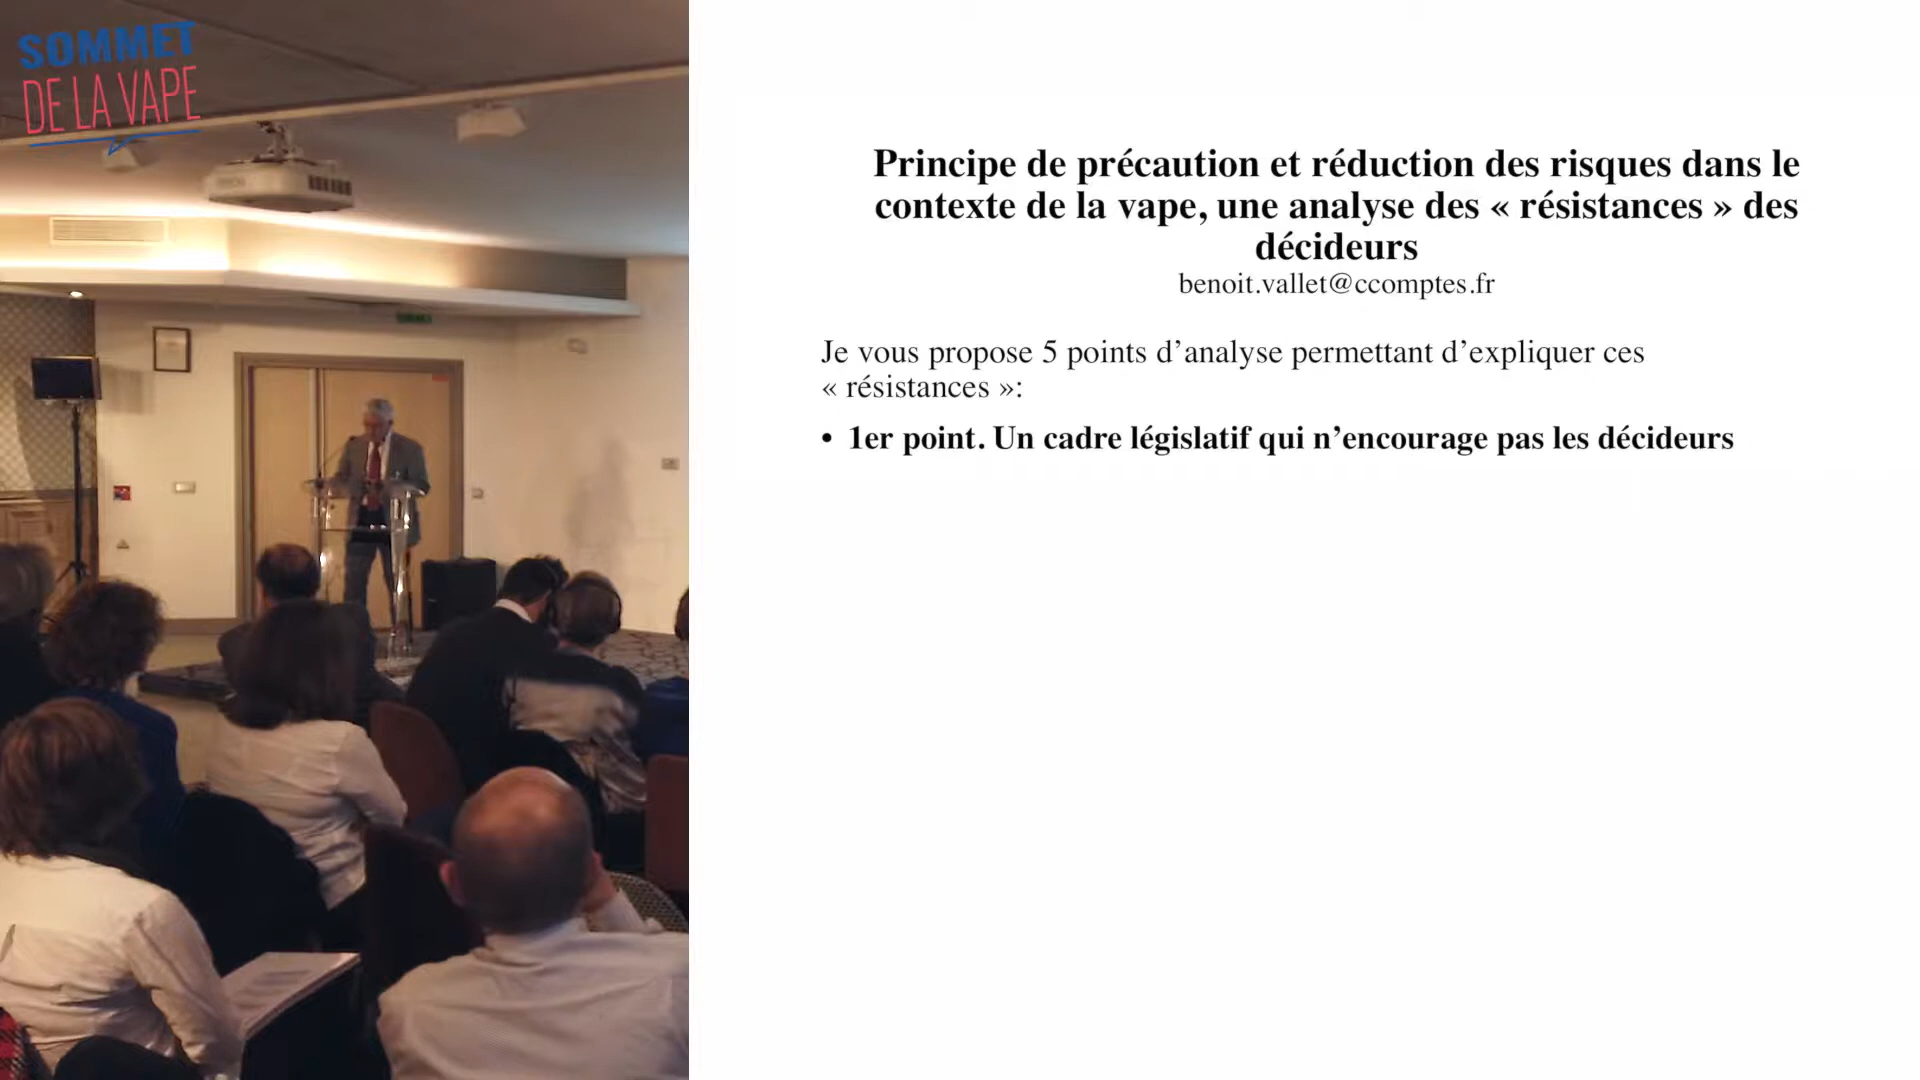 SOMMET
DE LA VAPE
Principe de précaution et réduction des risques dans le
contexte de la vape, une analyse des « résistances » des
décideurs
benoit.vallet@ccomptes.fr
Je vous propose 5 points d’analyse permettant d’expliquer ces
« résistances »:
• 1er point. Un cadre législatif qui n’encourage pas les décideurs